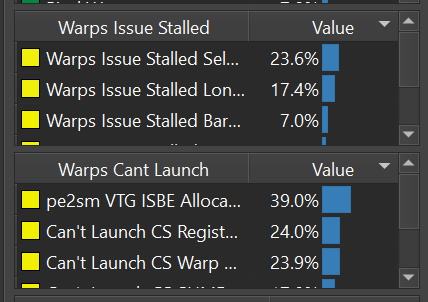 Warps Issue Stalled Value
Warps Issue Stalled Sel... 23.6%
Warps Issue Stalled Lon... 17.4%
Warps Issue Stalled Bar... 7.0%
Warps Cant Launch Value
pe2sm VTG ISBE Alloca... 39.0%
Can't Launch CS Regist... 24.0%
Can't Launch CS Warp ... 23.9%